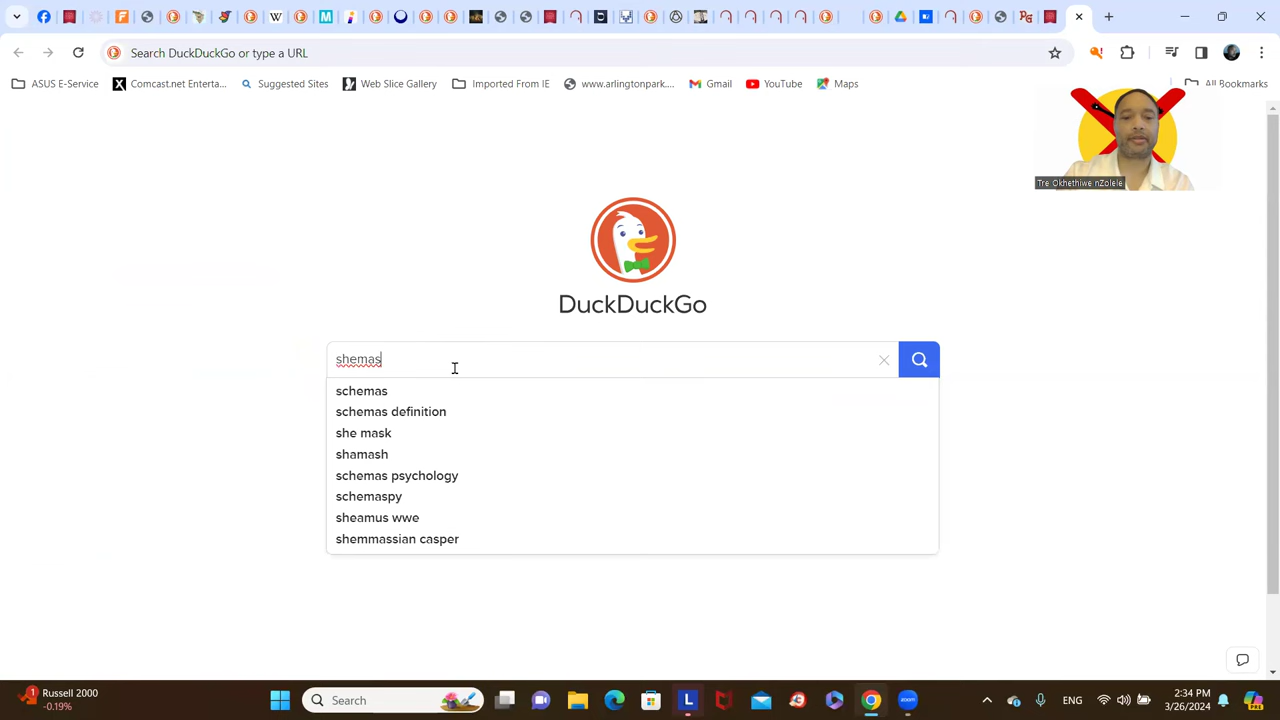 Search DuckDuckGo or type a URL
ASUS E-Service
Comcast.net Enterta...
Suggested Sites
Web Slice Gallery
Imported From IE
www.arlingtonpark....
Gmail
YouTube
Maps
All Bookmarks
Tre Okhethiwe nZolele
DuckDuckGo
shemas
schemas
schemas definition
she mask
shamash
schemas psychology
schemaspy
sheamus wwe
shemmassian casper
1
Russell 2000
-0.19%
Search
L
zoom
ENG
2:34 PM
3/26/2024